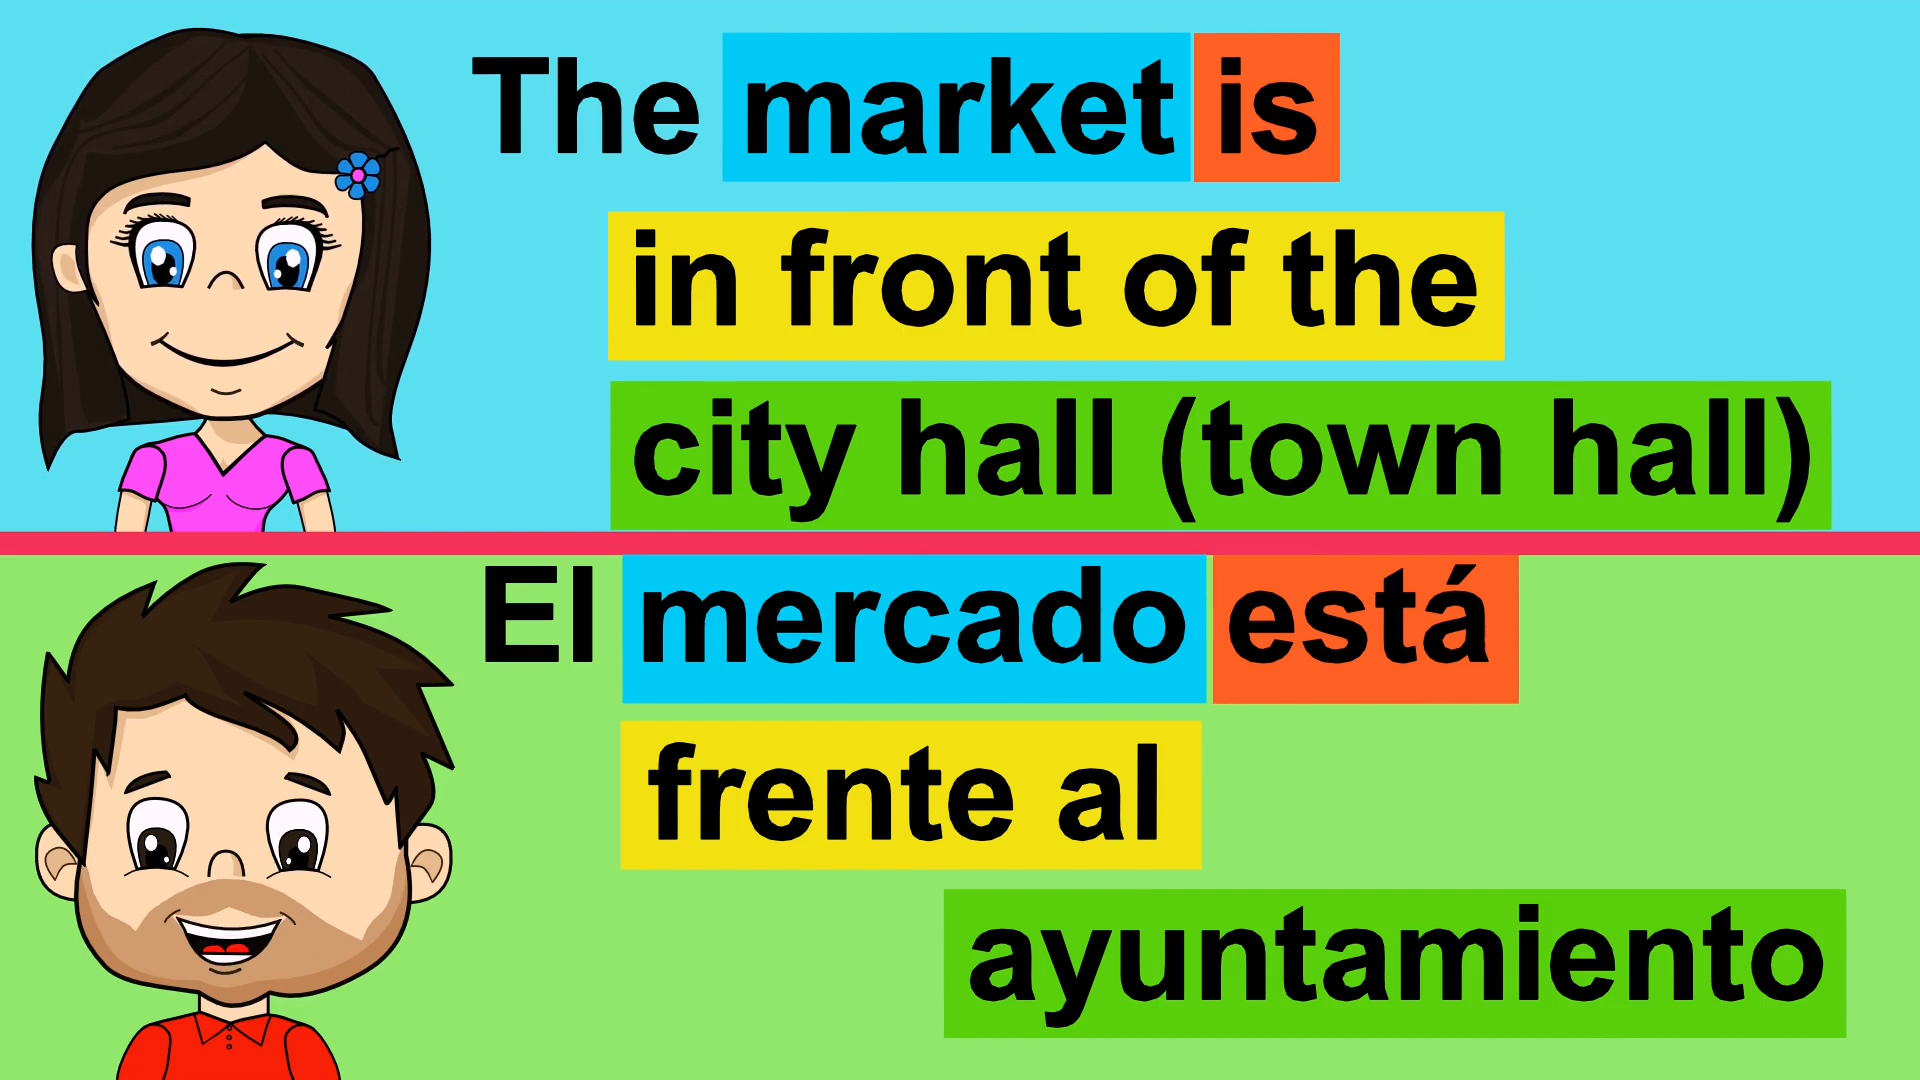 The market is
in front of the
city hall (town hall)
El mercado está
frente al
ayuntamiento